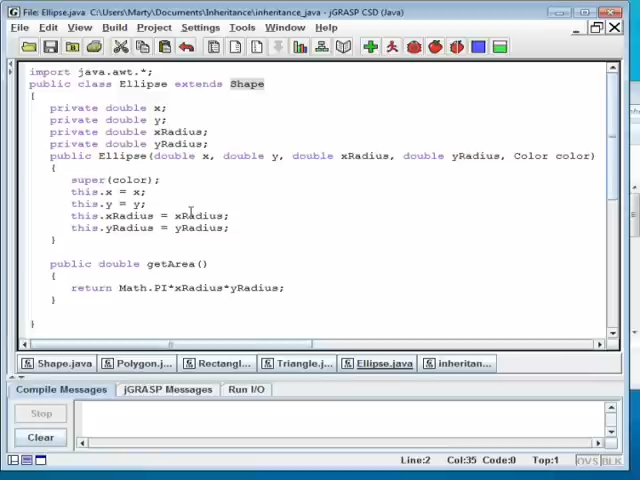 File: Ellipse.java  C:\Users\Marty\Documents\Inheritance\inheritance_java - jGRASP CSD (Java)
File Edit View Build Project Settings Tools Window Help
import java.awt.*;
public class Ellipse extends Shape
{
private double x;
private double y;
private double xRadius;
private double yRadius;
public Ellipse(double x, double y, double xRadius, double yRadius, Color color)
{
super(color);
this.x = x;
this.y = y;
this.xRadius = xRadius;
this.yRadius = yRadius;
}
public double getArea()
{
return Math.PI*xRadius*yRadius;
}
}
Shape.java Polygon.j... Rectangl... Triangle.j... Ellipse.java inheritan...
Compile Messages jGRASP Messages Run I/O
Stop
Clear
Line:2 Col:35 Code:0 Top:1 OVS BLK